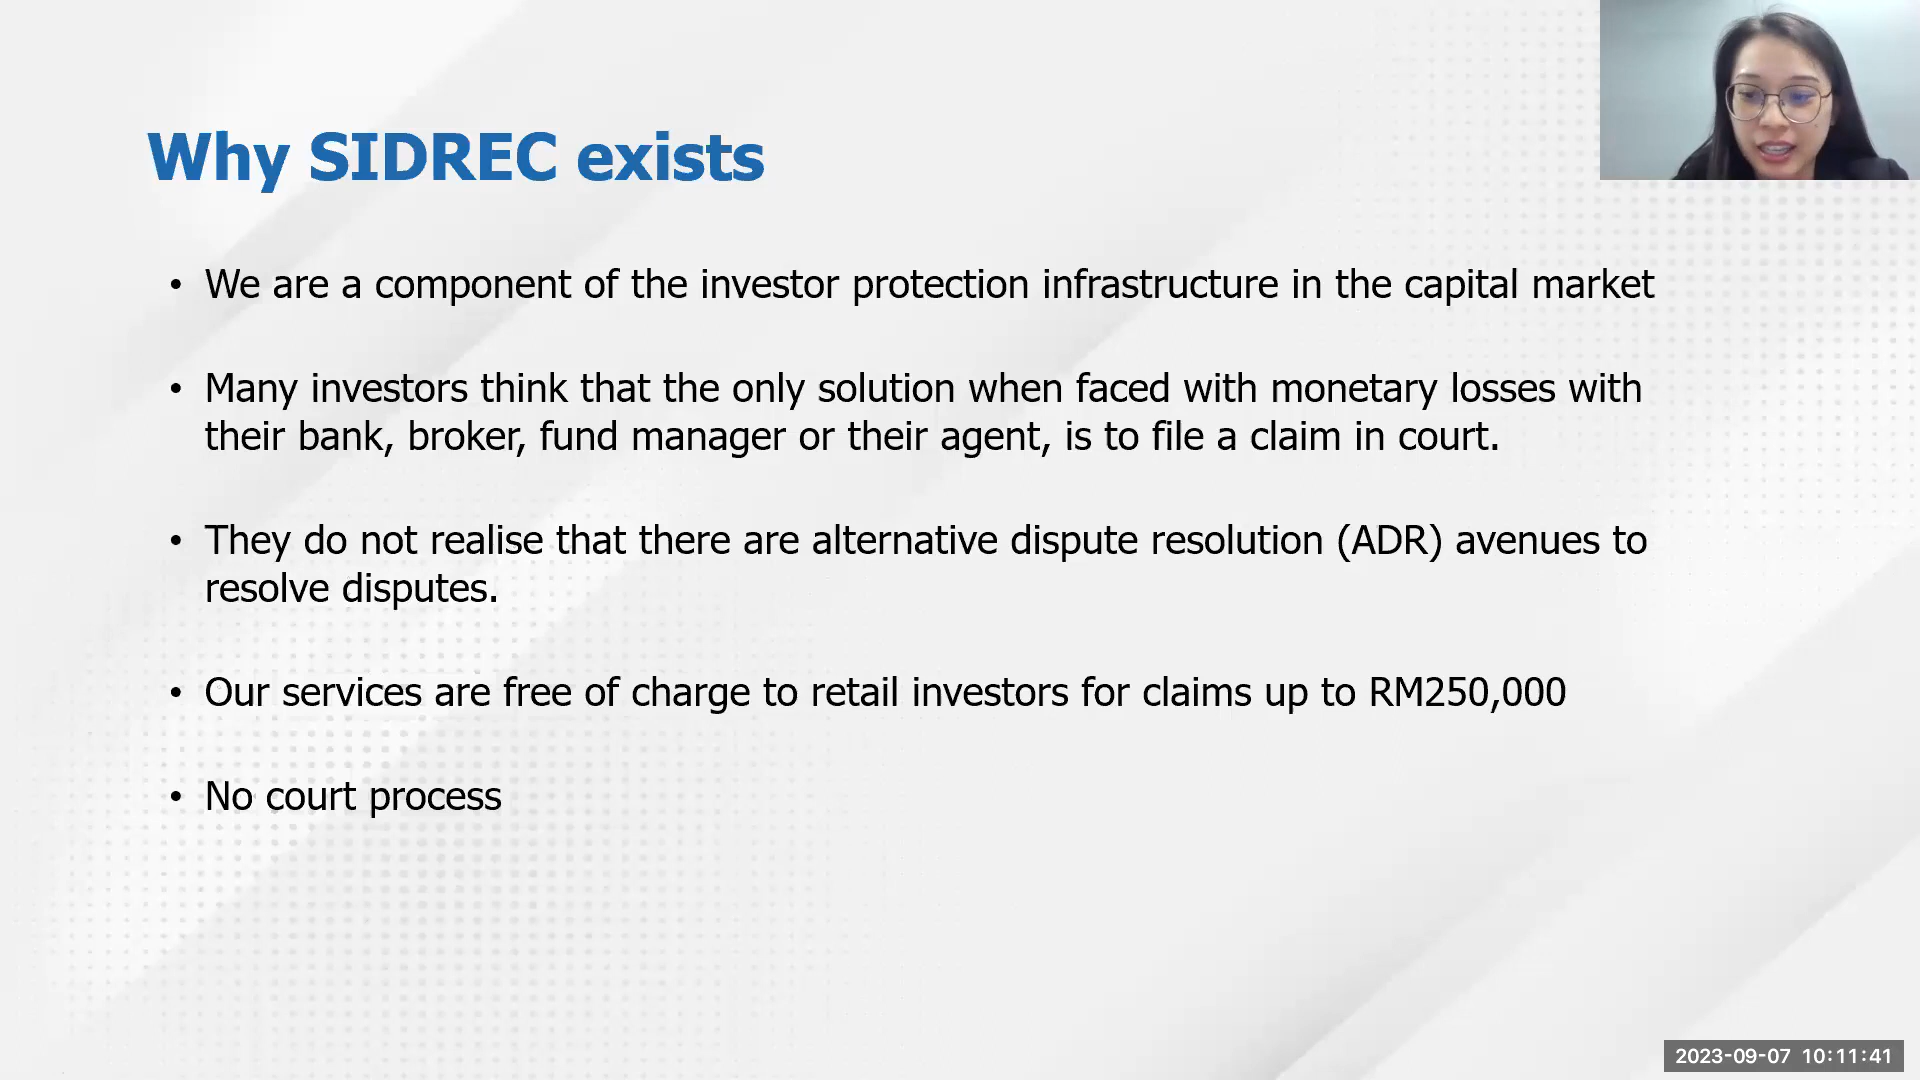 Why SIDREC exists
• We are a component of the investor protection infrastructure in the capital market
• Many investors think that the only solution when faced with monetary losses with
their bank, broker, fund manager or their agent, is to file a claim in court.
• They do not realise that there are alternative dispute resolution (ADR) avenues to
resolve disputes.
• Our services are free of charge to retail investors for claims up to RM250,000
• No court process
2023-09-07 10:11:41